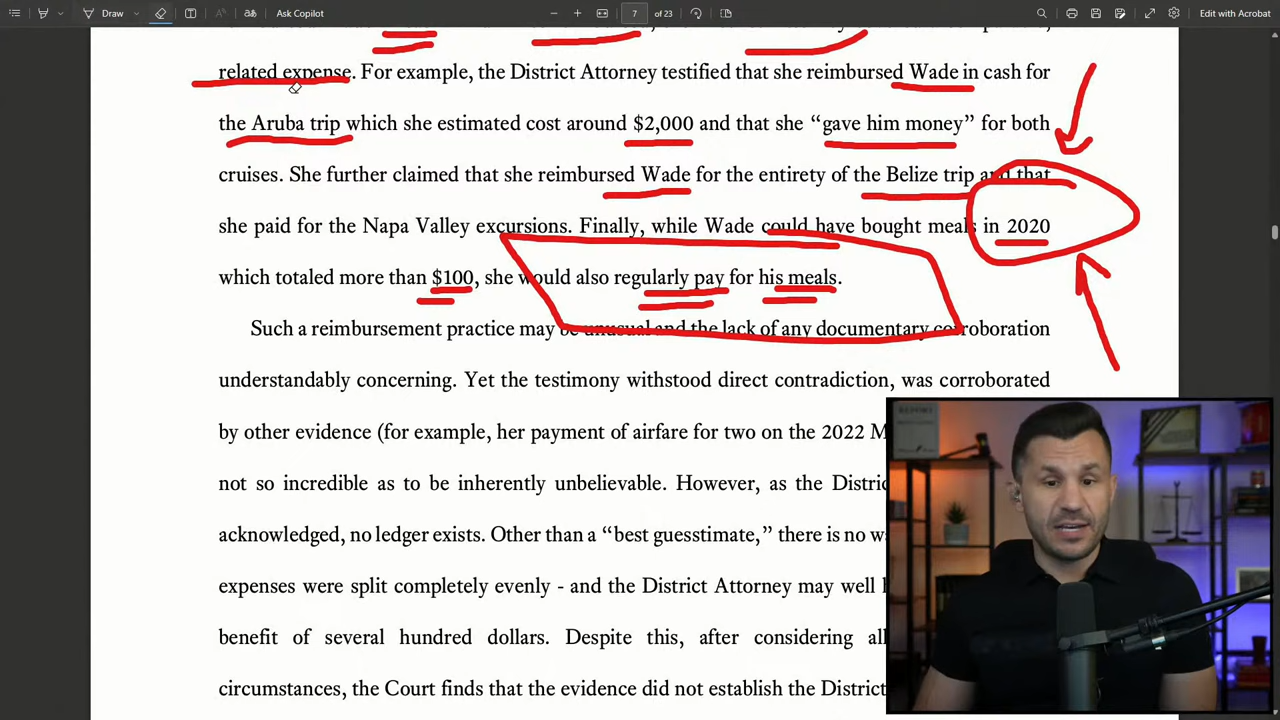 Draw
Ask Copilot
7
of 23
Edit with Acrobat
related expense. For example, the District Attorney testified that she reimbursed Wade in cash for
the Aruba trip which she estimated cost around $2,000 and that she “gave him money” for both
cruises. She further claimed that she reimbursed Wade for the entirety of the Belize trip and that
she paid for the Napa Valley excursions. Finally, while Wade could have bought meals in 2020
which totaled more than $100, she would also regularly pay for his meals.
Such a reimbursement practice may be unusual and the lack of any documentary corroboration
understandably concerning. Yet the testimony withstood direct contradiction, was corroborated
by other evidence (for example, her payment of airfare for two on the 2022 M
not so incredible as to be inherently unbelievable. However, as the Distric
acknowledged, no ledger exists. Other than a “best guesstimate,” there is no w
expenses were split completely evenly - and the District Attorney may well h
benefit of several hundred dollars. Despite this, after considering all
circumstances, the Court finds that the evidence did not establish the District